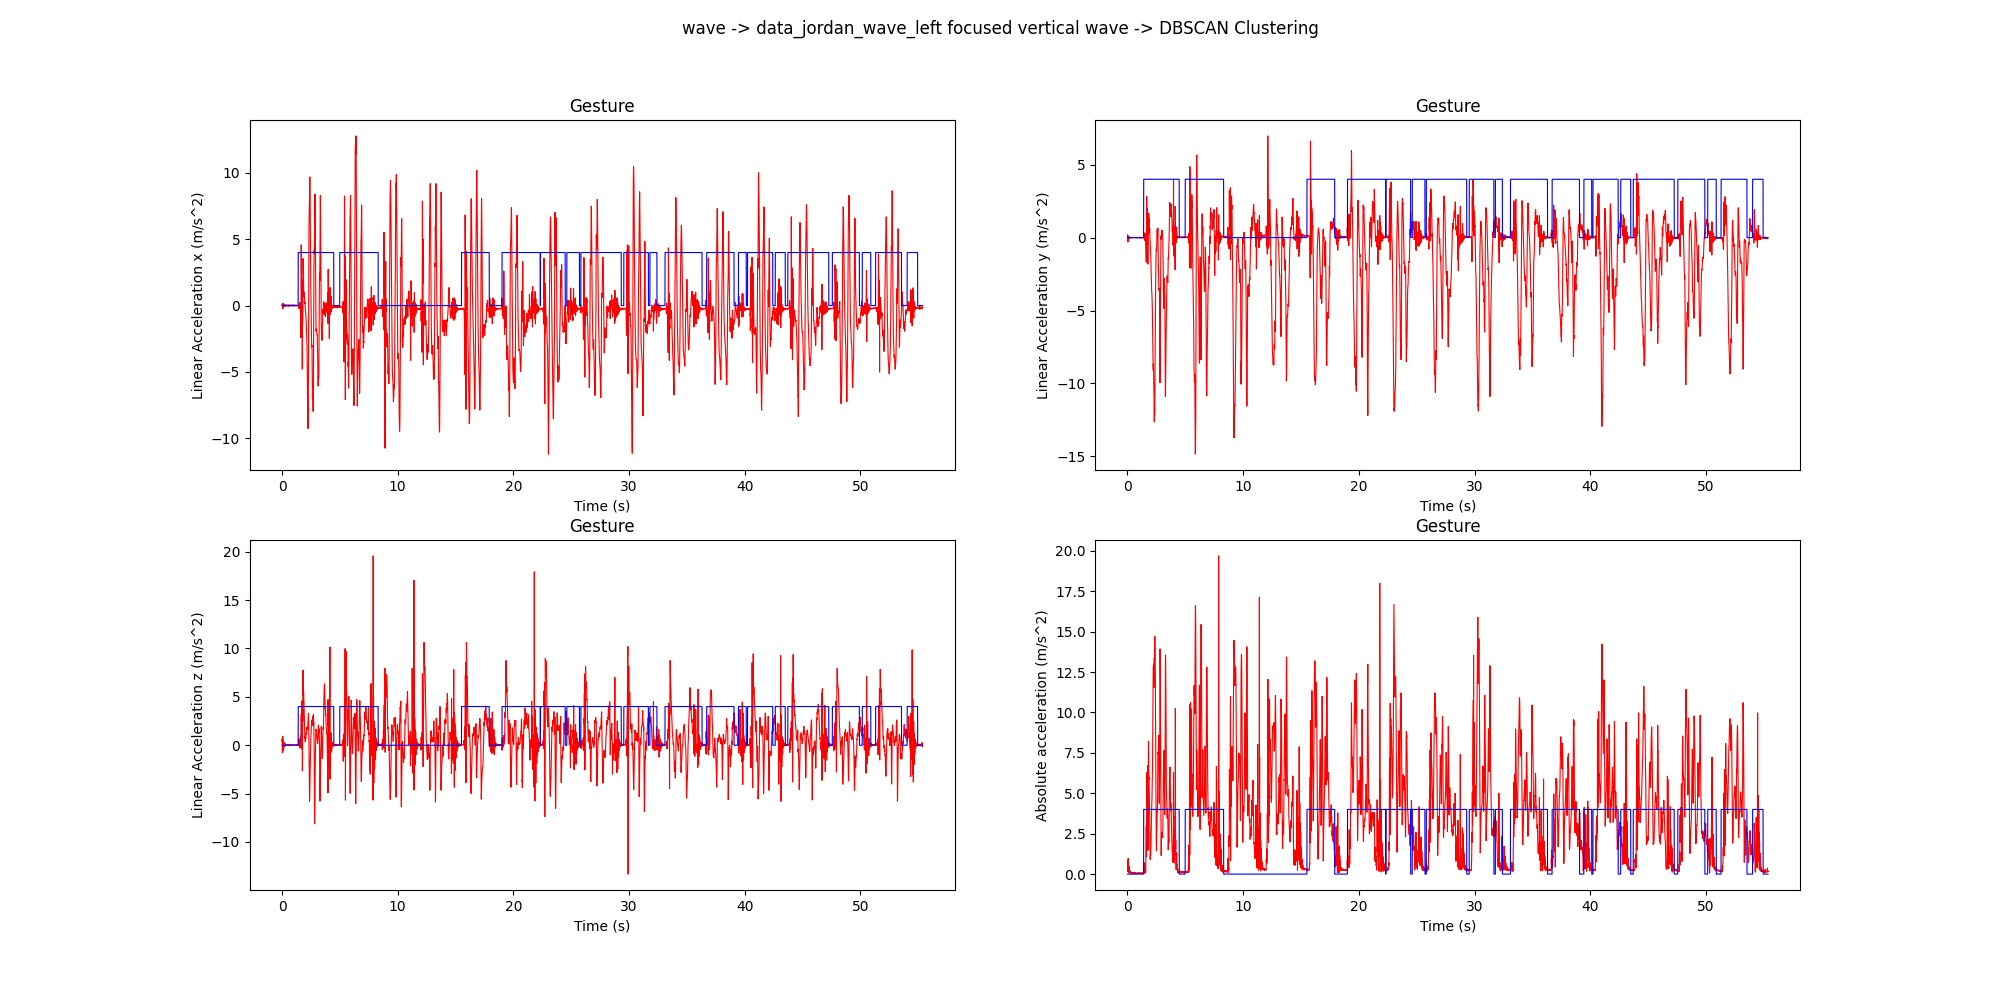 wave -> data_jordan_wave_left focused vertical wave -> DBSCAN Clustering
Gesture
Linear Acceleration x (m/s^2)
10
5
0
−5
−10
0 10 20 30 40 50
Time (s)
Gesture
Linear Acceleration y (m/s^2)
5
0
−5
−10
−15
0 10 20 30 40 50
Time (s)
Gesture
Linear Acceleration z (m/s^2)
20
15
10
5
0
−5
−10
0 10 20 30 40 50
Time (s)
Gesture
Absolute acceleration (m/s^2)
20.0
17.5
15.0
12.5
10.0
7.5
5.0
2.5
0.0
0 10 20 30 40 50
Time (s)